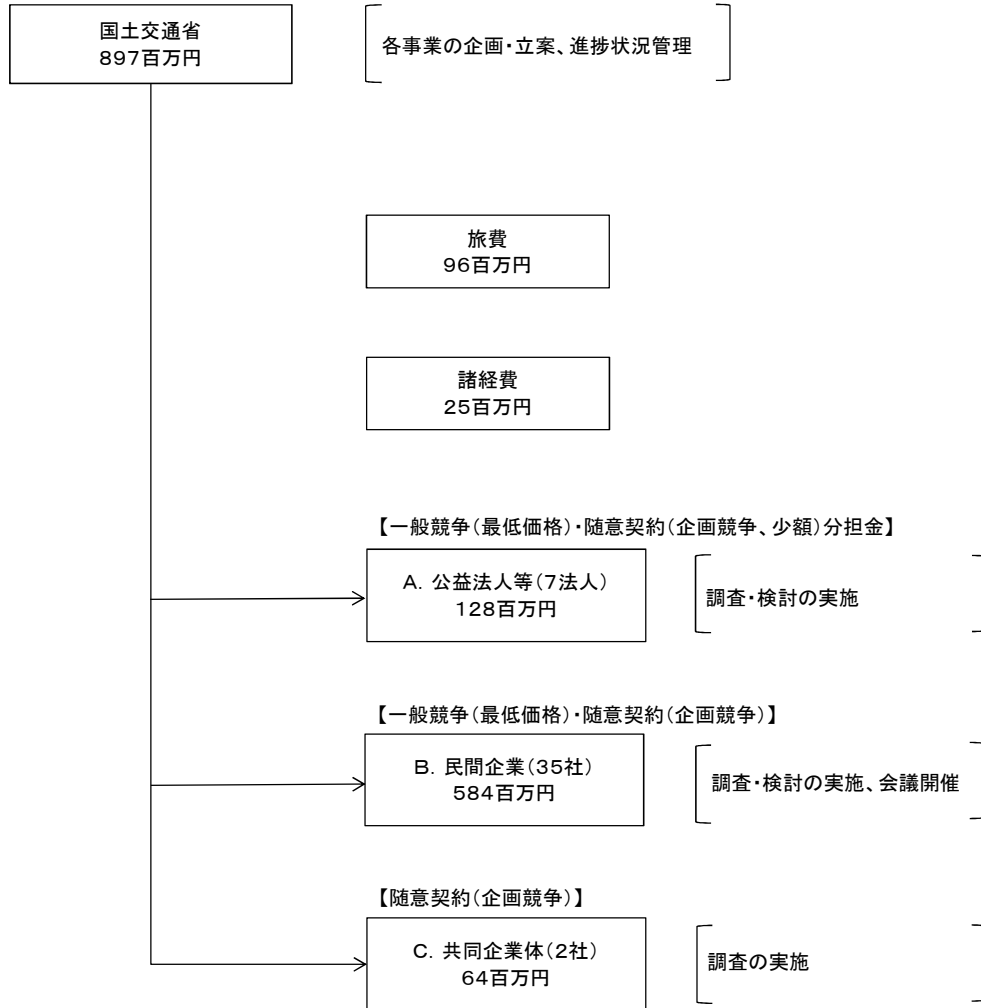 国土交通省
897百万円
各事業の企画・立案、進捗状況管理
旅費
96百万円
諸経費
25百万円
【一般競争(最低価格)・随意契約(企画競争、少額)分担金】
A. 公益法人等(7法人)
128百万円
調査・検討の実施
【一般競争(最低価格)・随意契約(企画競争)】
B. 民間企業(35社)
584百万円
調査・検討の実施、会議開催
【随意契約(企画競争)】
C. 共同企業体(2社)
64百万円
調査の実施